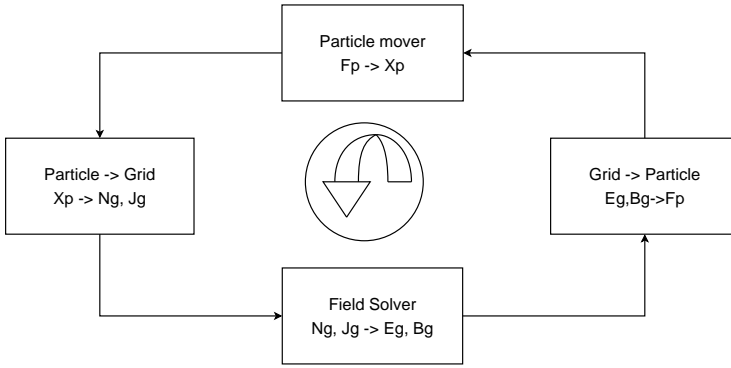 Particle mover
Fp -> Xp
Particle -> Grid
Xp -> Ng, Jg
Grid -> Particle
Eg,Bg->Fp
Field Solver
Ng, Jg -> Eg, Bg